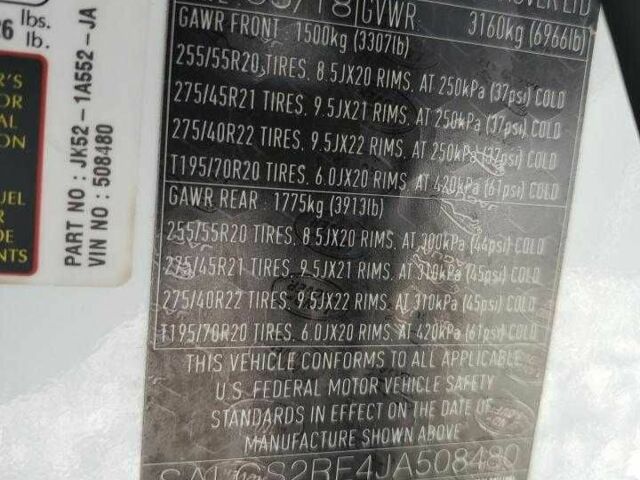 lbs.
26 lb.
PART NO : JK52-1A552-JA
VIN NO : 508480
GVWR 3160kg (6966lb)
GAWR FRONT : 1500kg (3307lb)
255/55R20 TIRES. 8.5JX20 RIMS. AT 250kPa (37psi) COLD
275/45R21 TIRES. 9.5JX21 RIMS. AT 250kPa (37psi) COLD
275/40R22 TIRES. 9.5JX22 RIMS. AT 250kPa (37psi) COLD
T195/70R20 TIRES. 6.0JX20 RIMS. AT 420kPa (61psi) COLD
GAWR REAR : 1775kg (3913lb)
255/55R20 TIRES. 8.5JX20 RIMS. AT 300kPa (44psi) COLD
275/45R21 TIRES. 9.5JX21 RIMS. AT 310kPa (45psi) COLD
275/40R22 TIRES. 9.5JX22 RIMS. AT 310kPa (45psi) COLD
T195/70R20 TIRES. 6.0JX20 RIMS. AT 420kPa (61psi) COLD
THIS VEHICLE CONFORMS TO ALL APPLICABLE
U.S. FEDERAL MOTOR VEHICLE SAFETY
STANDARDS IN EFFECT ON THE DATE OF
MANUFACTURE SHOWN ABOVE